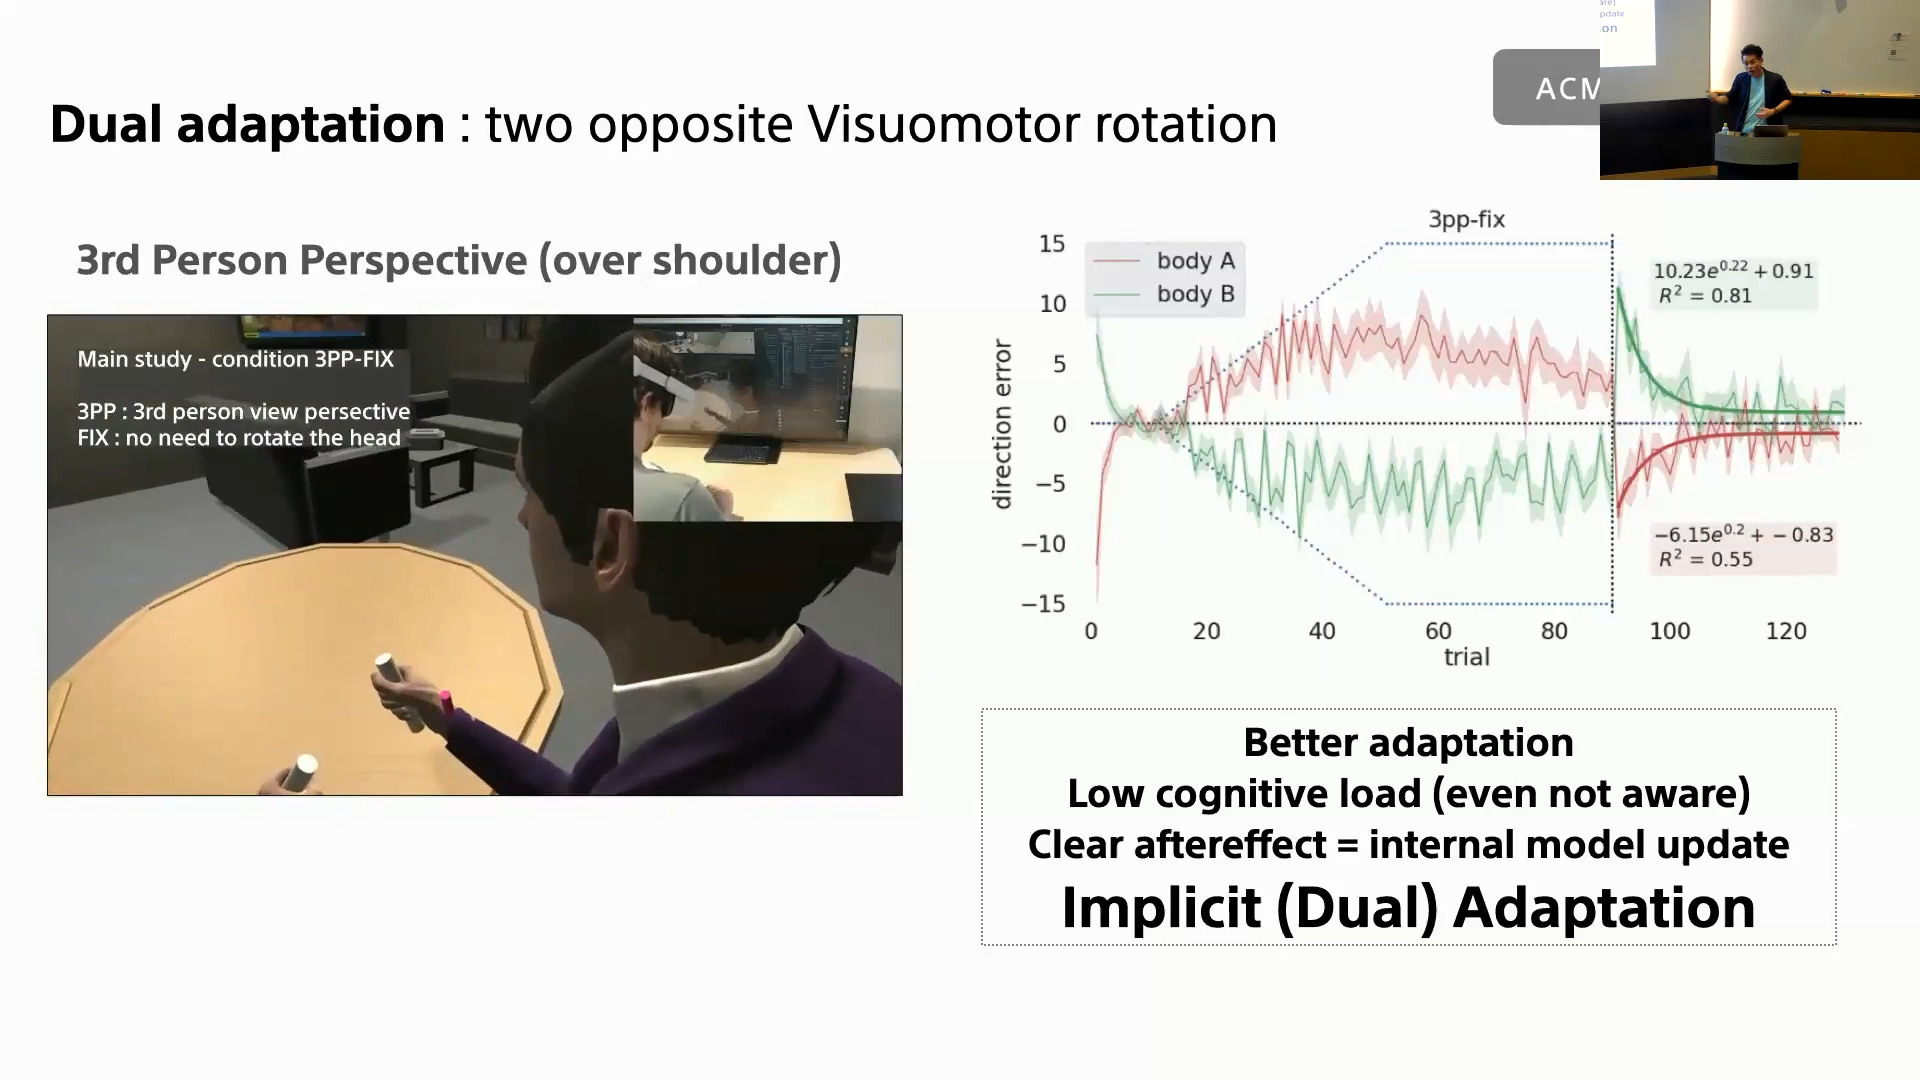 Dual adaptation : two opposite Visuomotor rotation
ACM
are)
pdate
ion
3rd Person Perspective (over shoulder)
Main study - condition 3PP-FIX
3PP : 3rd person view persective
FIX : no need to rotate the head
3pp-fix
body A
body B
15
10
5
0
−5
−10
−15
direction error
0 20 40 60 80 100 120
trial
10.23e^0.22 + 0.91
R² = 0.81
−6.15e^0.2 + − 0.83
R² = 0.55
Better adaptation
Low cognitive load (even not aware)
Clear aftereffect = internal model update
Implicit (Dual) Adaptation